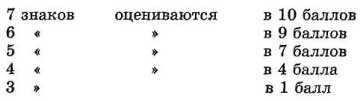 7 знаков оцениваются в 10 баллов
6 « » в 9 баллов
5 « » в 7 баллов
4 « » в 4 балла
3 » в 1 балл